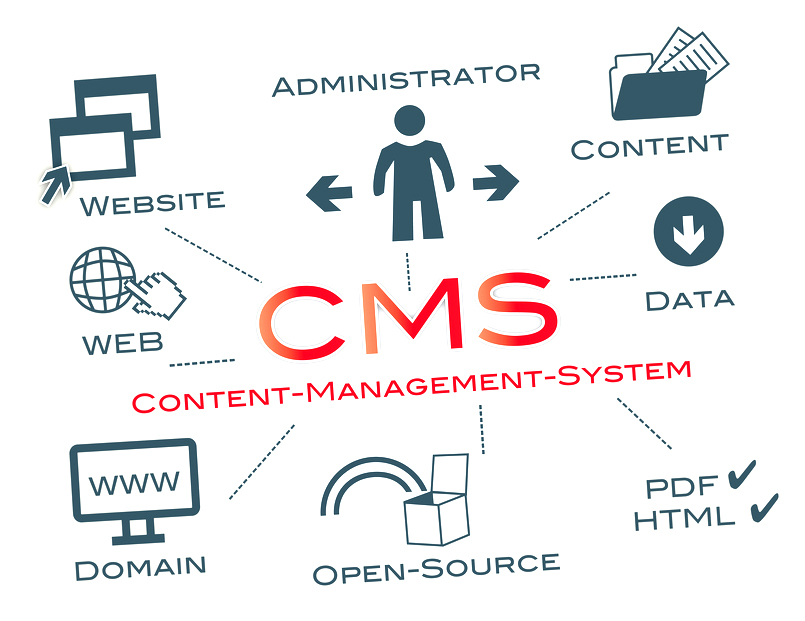 ADMINISTRATOR
CONTENT
WEBSITE
DATA
WEB
CMS
CONTENT-MANAGEMENT-SYSTEM
WWW
DOMAIN
OPEN-SOURCE
PDF
HTML